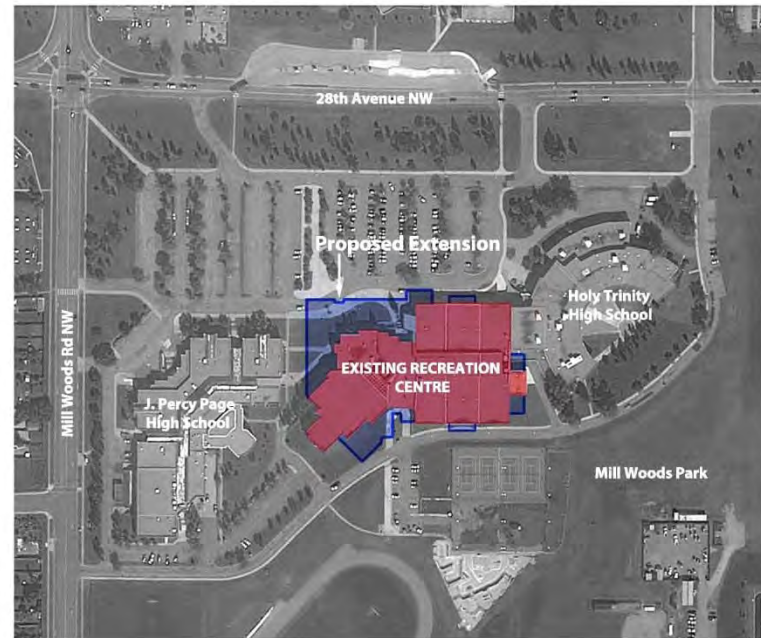 28th Avenue NW
Proposed Extension
Holy Trinity
High School
Mill Woods Rd NW
EXISTING RECREATION
CENTRE
J. Percy Page
High School
Mill Woods Park